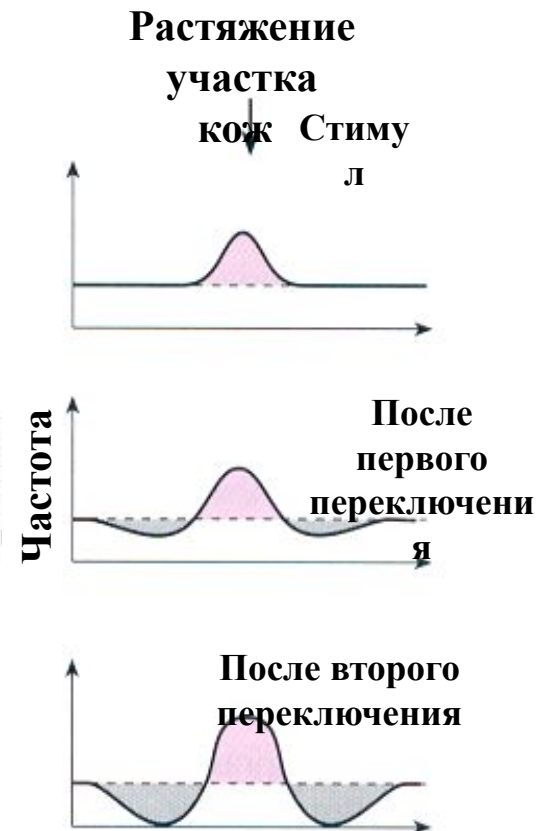 Растяжение
участка
кож
Стиму
л
Частота
После
первого
переключени
я
После второго
переключения